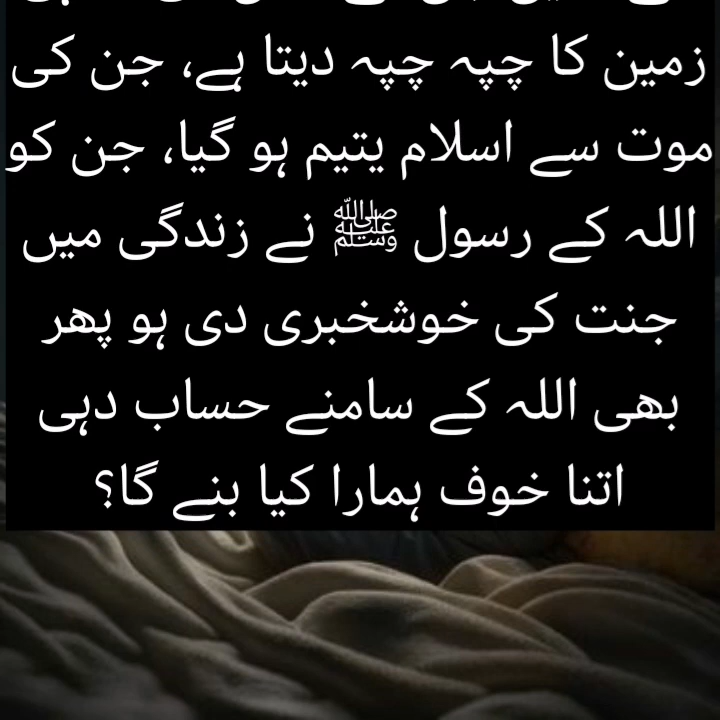 زمین کا چپہ چپہ دیتا ہے، جن کی
موت سے اسلام یتیم ہو گیا، جن کو
اللہ کے رسول ﷺ نے زندگی میں
جنت کی خوشخبری دی ہو پھر
بھی اللہ کے سامنے حساب دہی
اتنا خوف ہمارا کیا بنے گا؟